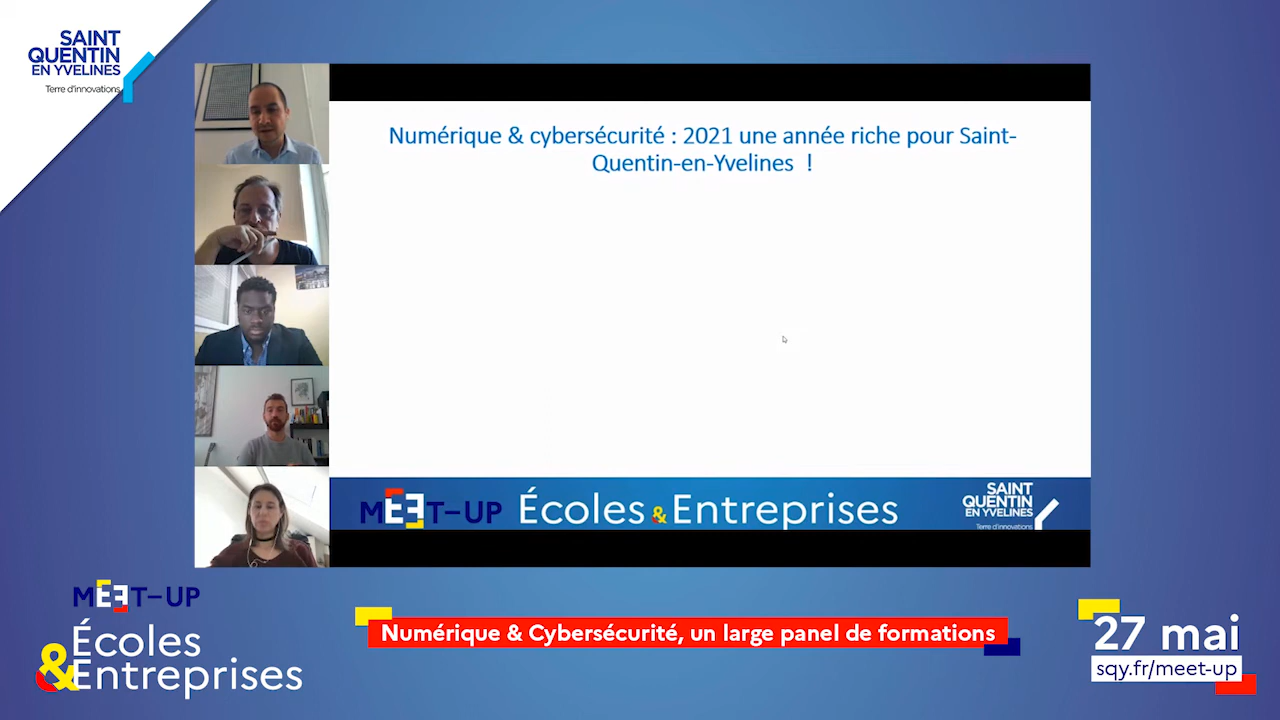 SAINT
QUENTIN
EN YVELINES
Terre d'innovations
Numérique & cybersécurité : 2021 une année riche pour Saint-
Quentin-en-Yvelines !
MEET-UP Écoles & Entreprises
SAINT
QUENTIN
EN YVELINES
Terre d'innovations
MEET-UP
Écoles
&Entreprises
Numérique & Cybersécurité, un large panel de formations
27 mai
sqy.fr/meet-up